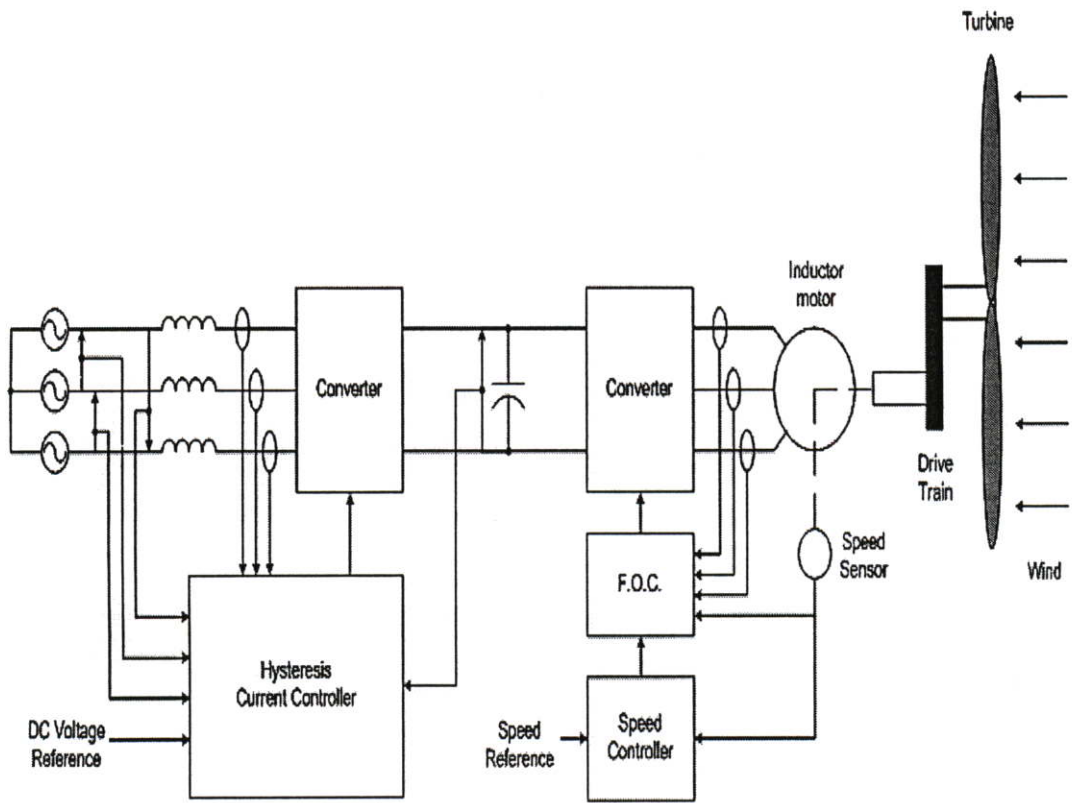 Turbine
Inductor
motor
Converter
Converter
Drive
Train
Speed
Sensor
Wind
F.O.C.
Hysteresis
Current Controller
DC Voltage
Reference
Speed
Reference
Speed
Controller